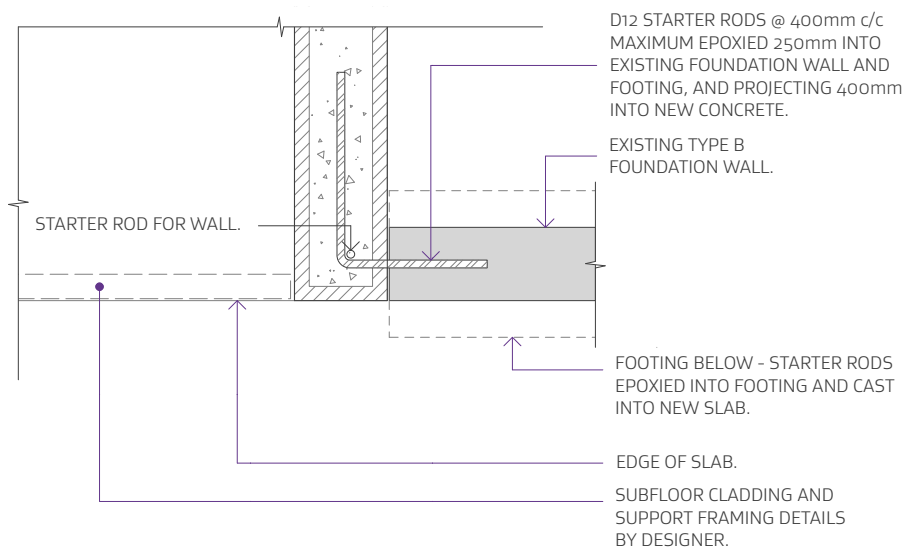 D12 STARTER RODS @ 400mm c/c
MAXIMUM EPOXIED 250mm INTO
EXISTING FOUNDATION WALL AND
FOOTING, AND PROJECTING 400mm
INTO NEW CONCRETE.
EXISTING TYPE B
FOUNDATION WALL.
STARTER ROD FOR WALL.
FOOTING BELOW - STARTER RODS
EPOXIED INTO FOOTING AND CAST
INTO NEW SLAB.
EDGE OF SLAB.
SUBFLOOR CLADDING AND
SUPPORT FRAMING DETAILS
BY DESIGNER.